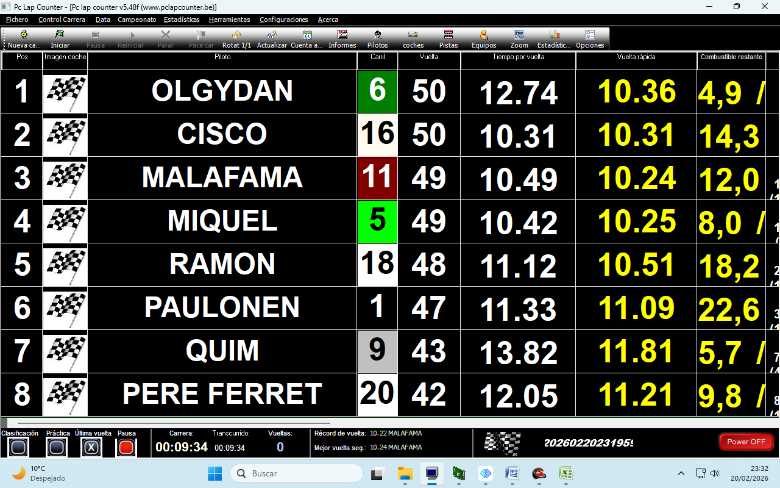 Pc Lap Counter - [Pc lap counter v5.48f (www.pclapcounter.be)]
Fichero Control Carrera Data Campeonato Estadísticas Herramientas Configuraciones Acerca
Nueva ca... Iniciar Pausa Reiniciar Parar Pace car Rotat 1/1 Actualizar Cuenta a... Informes Pilotos coches Pistas Equipos Zoom Estadístic... Opciones
Pos Imagen coche Piloto Carril Vuelta Tiempo por vuelta Vuelta rápida Combustible restante
1 OLGYDAN 6 50 12.74 10.36 4,9 /
2 CISCO 16 50 10.31 10.31 14,3
3 MALAFAMA 11 49 10.49 10.24 12,0
4 MIQUEL 5 49 10.42 10.25 8,0 /
5 RAMON 18 48 11.12 10.51 18,2
6 PAULONEN 1 47 11.33 11.09 22,6
7 QUIM 9 43 13.82 11.81 5,7 /
8 PERE FERRET 20 42 12.05 11.21 9,8 /
Clasificación Práctica Última vuelta Pausa
X
Carrera: Transcurrido: Vueltas:
00:09:34 00:09:34 0
Récord de vuelta: 10.22 MALAFAMA
Mejor vuelta seg.: 10.24 MALAFAMA
2026022023195
Power OFF
10°C
Despejado
Buscar
23:32
20/02/2026